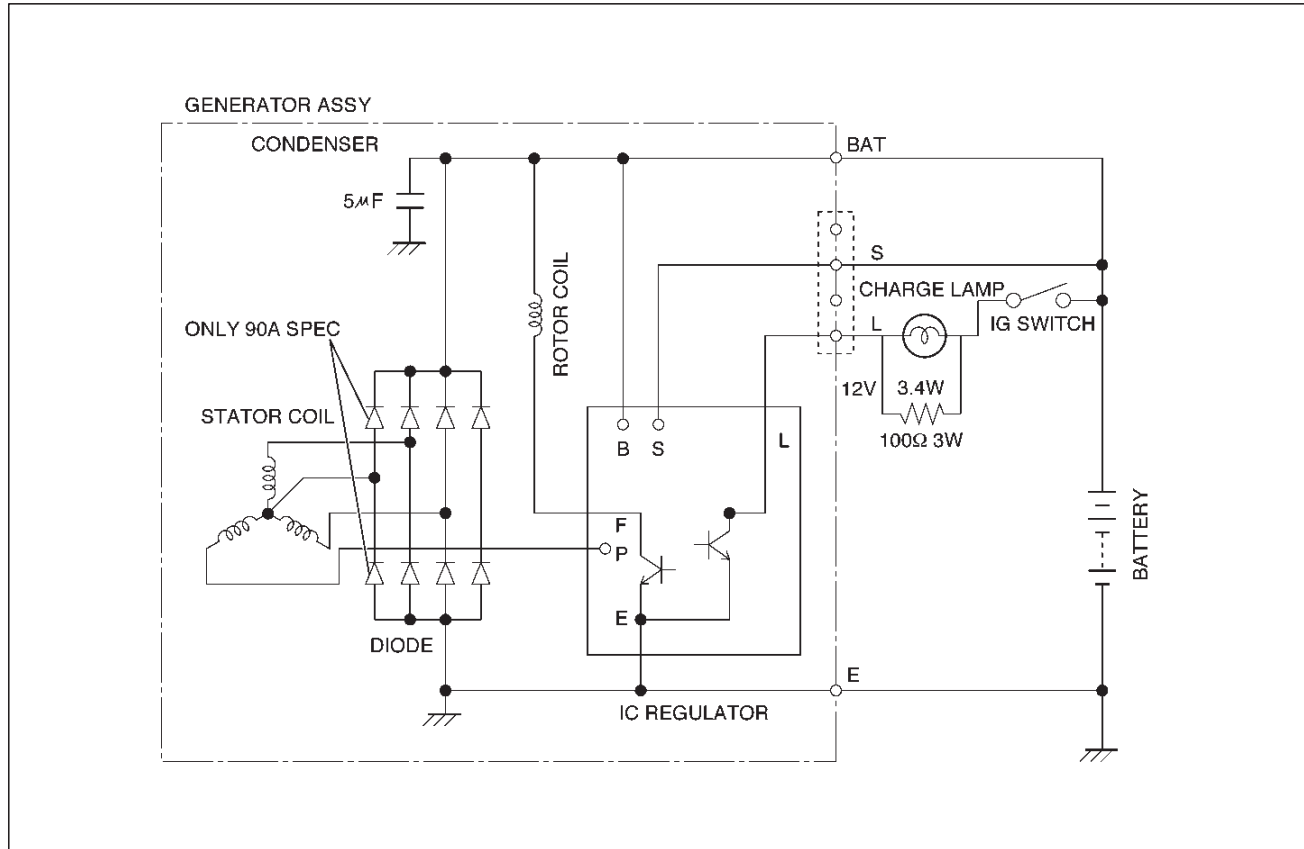 GENERATOR ASSY
CONDENSER
BAT
5μF
S
ROTOR COIL
CHARGE LAMP
IG SWITCH
L
ONLY 90A SPEC
12V
3.4W
100Ω 3W
STATOR COIL
B
S
L
F
P
E
BATTERY
DIODE
E
IC REGULATOR